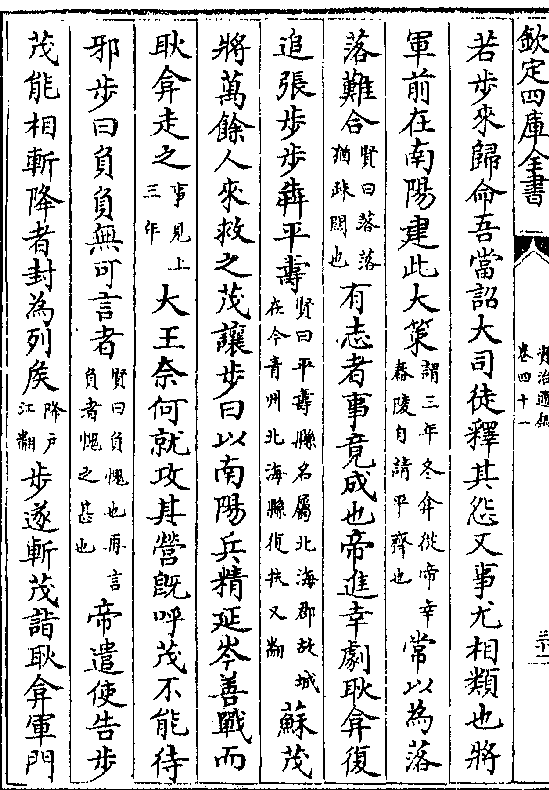 欽定四庫全書
資治通鑑
卷四十一
若步來歸命吾當詔大司徒釋其怨又事尤相類也將
軍前在南陽建此大策謂三年冬弇從帝幸舂陵自請平齊也常以為落
落難合賢曰落落猶踈闊也有志者事竟成也帝進幸劇耿弇復
追張步步犇平壽賢曰平壽縣名屬北海郡故城在今青州北海縣復扶又翻蘇茂
將萬餘人來救之茂讓步曰以南陽兵精延岑善戰而
耿弇走之事見上三年大王奈何就攻其營既呼茂不能待
邪步曰負負無可言者賢曰負愧也再言負者愧之甚也帝遣使告步
茂能相斬降者封為列侯降戶江翻步遂斬茂詣耿弇軍門